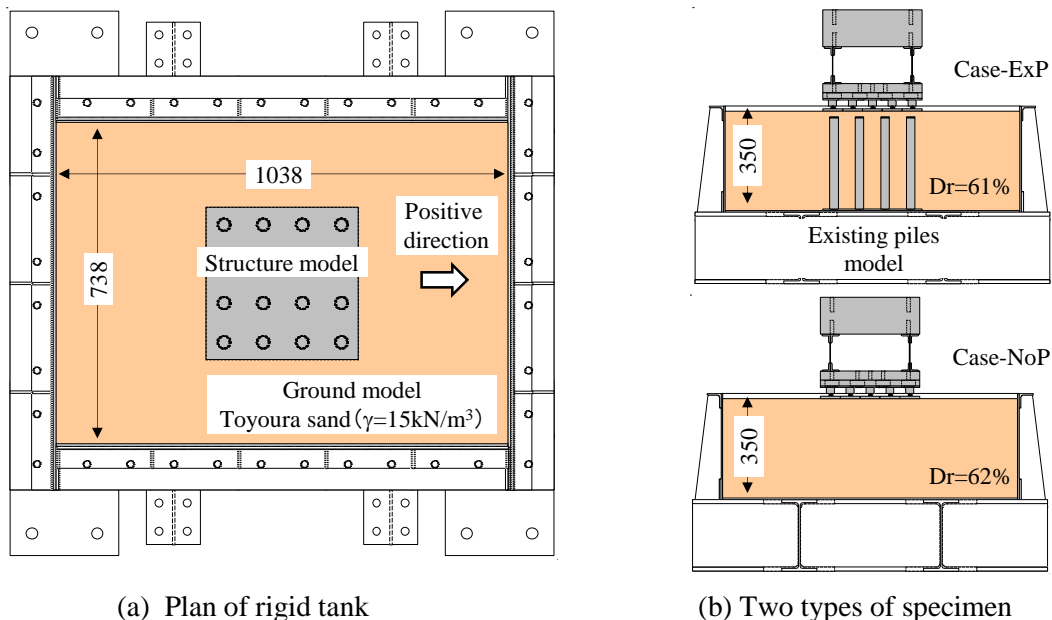 1038
738
Structure model
Positive
direction
Ground model
Toyoura sand（γ=15kN/m³）
(a) Plan of rigid tank
Case-ExP
350
Dr=61%
Existing piles
model
Case-NoP
350
Dr=62%
(b) Two types of specimen